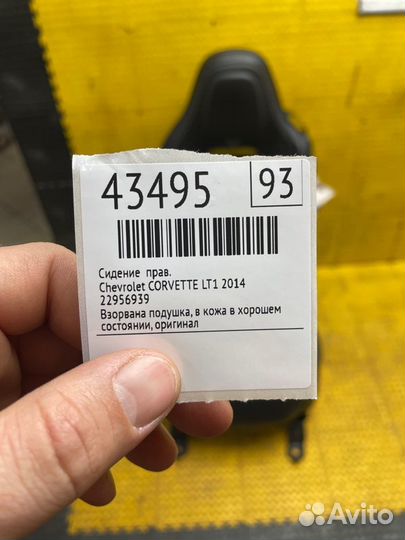 43495 93
Сидение прав.
Chevrolet CORVETTE LT1 2014
22956939
Взорвана подушка, в кожа в хорошем
состоянии, оригинал
Avito